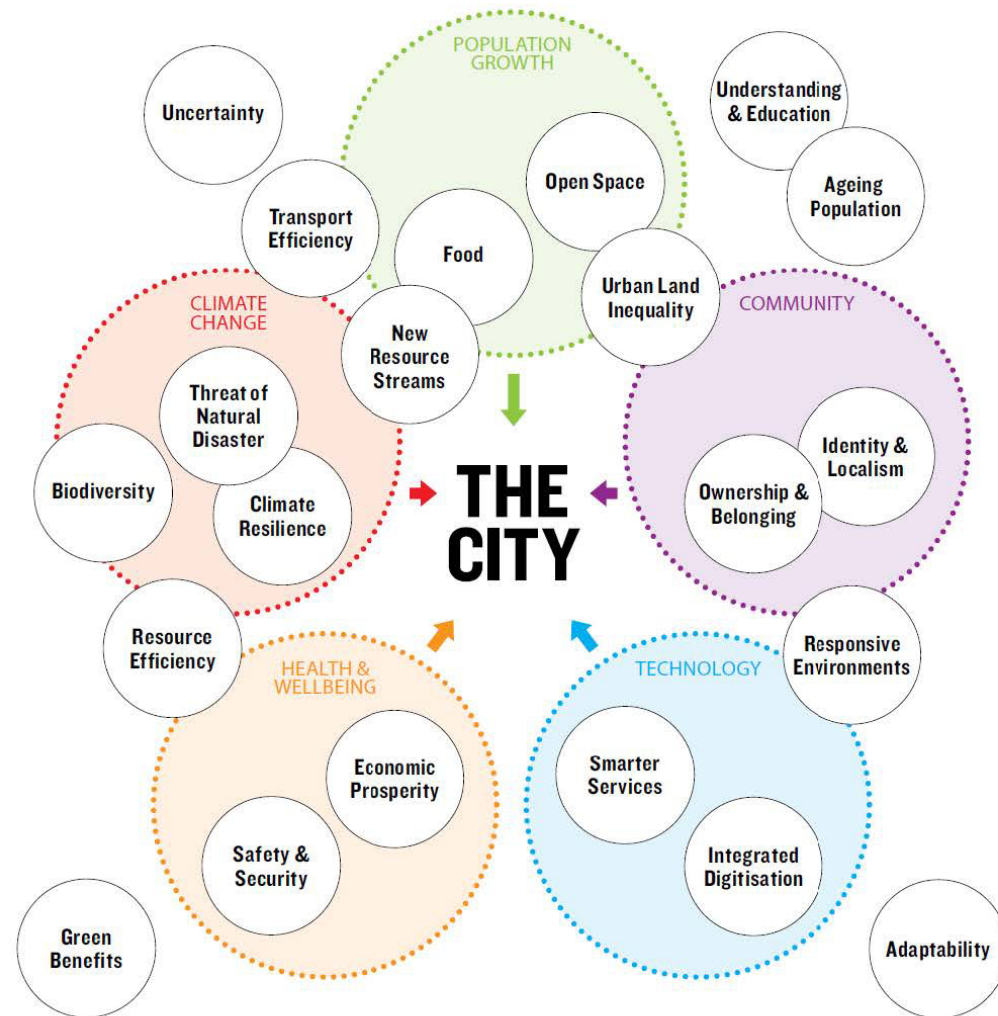 POPULATION
GROWTH
Uncertainty
Understanding
& Education
Open Space
Ageing
Population
Transport
Efficiency
Food
Urban Land
Inequality
CLIMATE
CHANGE
COMMUNITY
New
Resource
Streams
Threat of
Natural
Disaster
Identity &
Localism
Biodiversity
Climate
Resilience
THE
CITY
Ownership &
Belonging
Resource
Efficiency
Responsive
Environments
HEALTH &
WELLBEING
TECHNOLOGY
Economic
Prosperity
Smarter
Services
Safety &
Security
Integrated
Digitisation
Green
Benefits
Adaptability